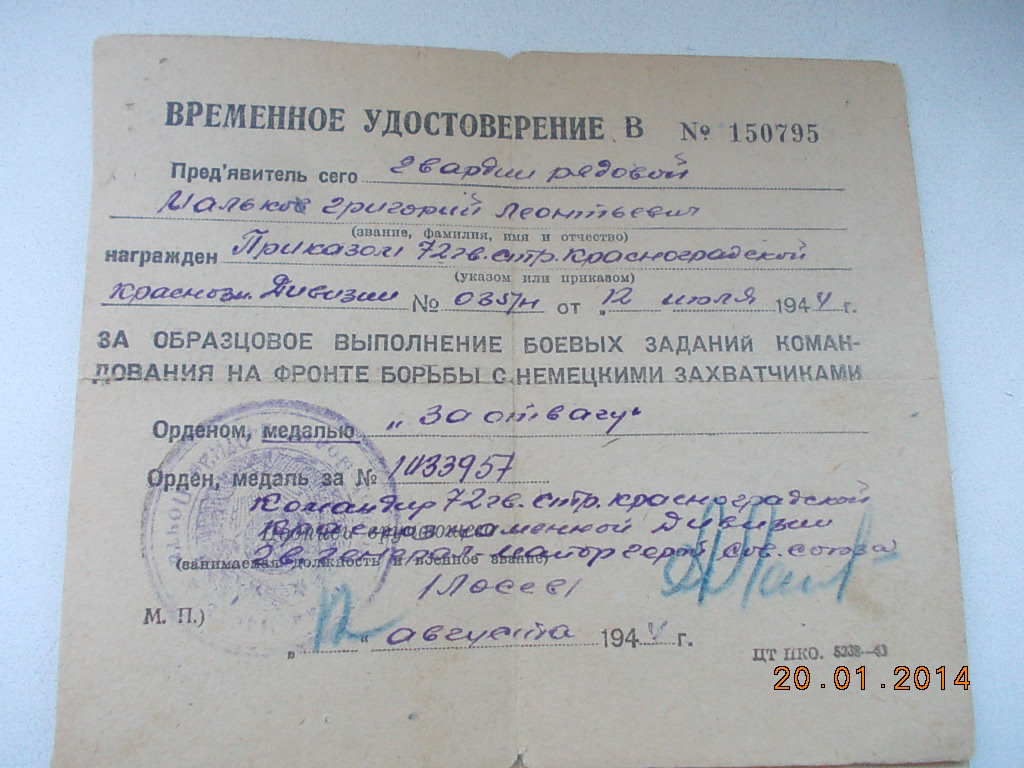 ВРЕМЕННОЕ УДОСТОВЕРЕНИЕ В № 150795
Пред'явитель сего гвардии рядовой
Мальков Григорий Леонтьевич
(звание, фамилия, имя и отчество)
награжден Приказом 72 гв. стр. Красноградской
(указом или приказом)
Краснозн. Дивизии № 035/н от „12 июля 1944 г.
ЗА ОБРАЗЦОВОЕ ВЫПОЛНЕНИЕ БОЕВЫХ ЗАДАНИЙ КОМАН-
ДОВАНИЯ НА ФРОНТЕ БОРЬБЫ С НЕМЕЦКИМИ ЗАХВАТЧИКАМИ
Орденом, медалью „За отвагу"
Орден, медаль за № 1033957
Командир 72 гв. стр. Красноградской
Краснознаменной Дивизии
гв генерал майор герой Сов. Союза
(занимаемая должность и военное звание)
/Лосев/
М. П.)
„12" августа 1944 г.
ЦТ НКО. 5238—43
20.01.2014